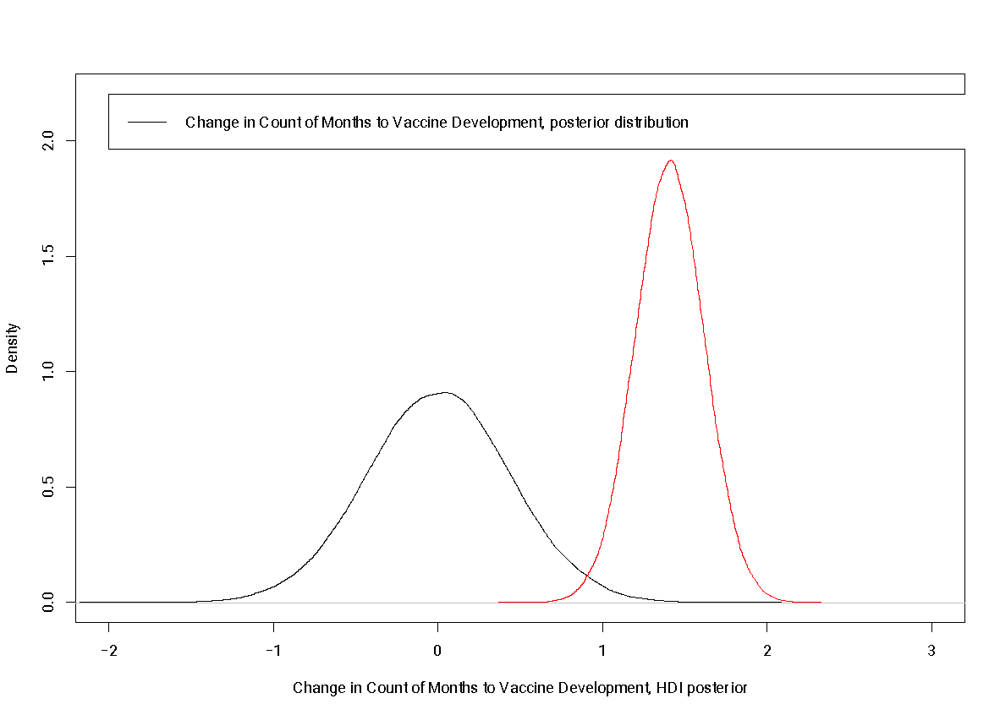 Change in Count of Months to Vaccine Development, posterior distribution
2.0
1.5
1.0
0.5
0.0
Density
−2 −1 0 1 2 3
Change in Count of Months to Vaccine Development, HDI posterior